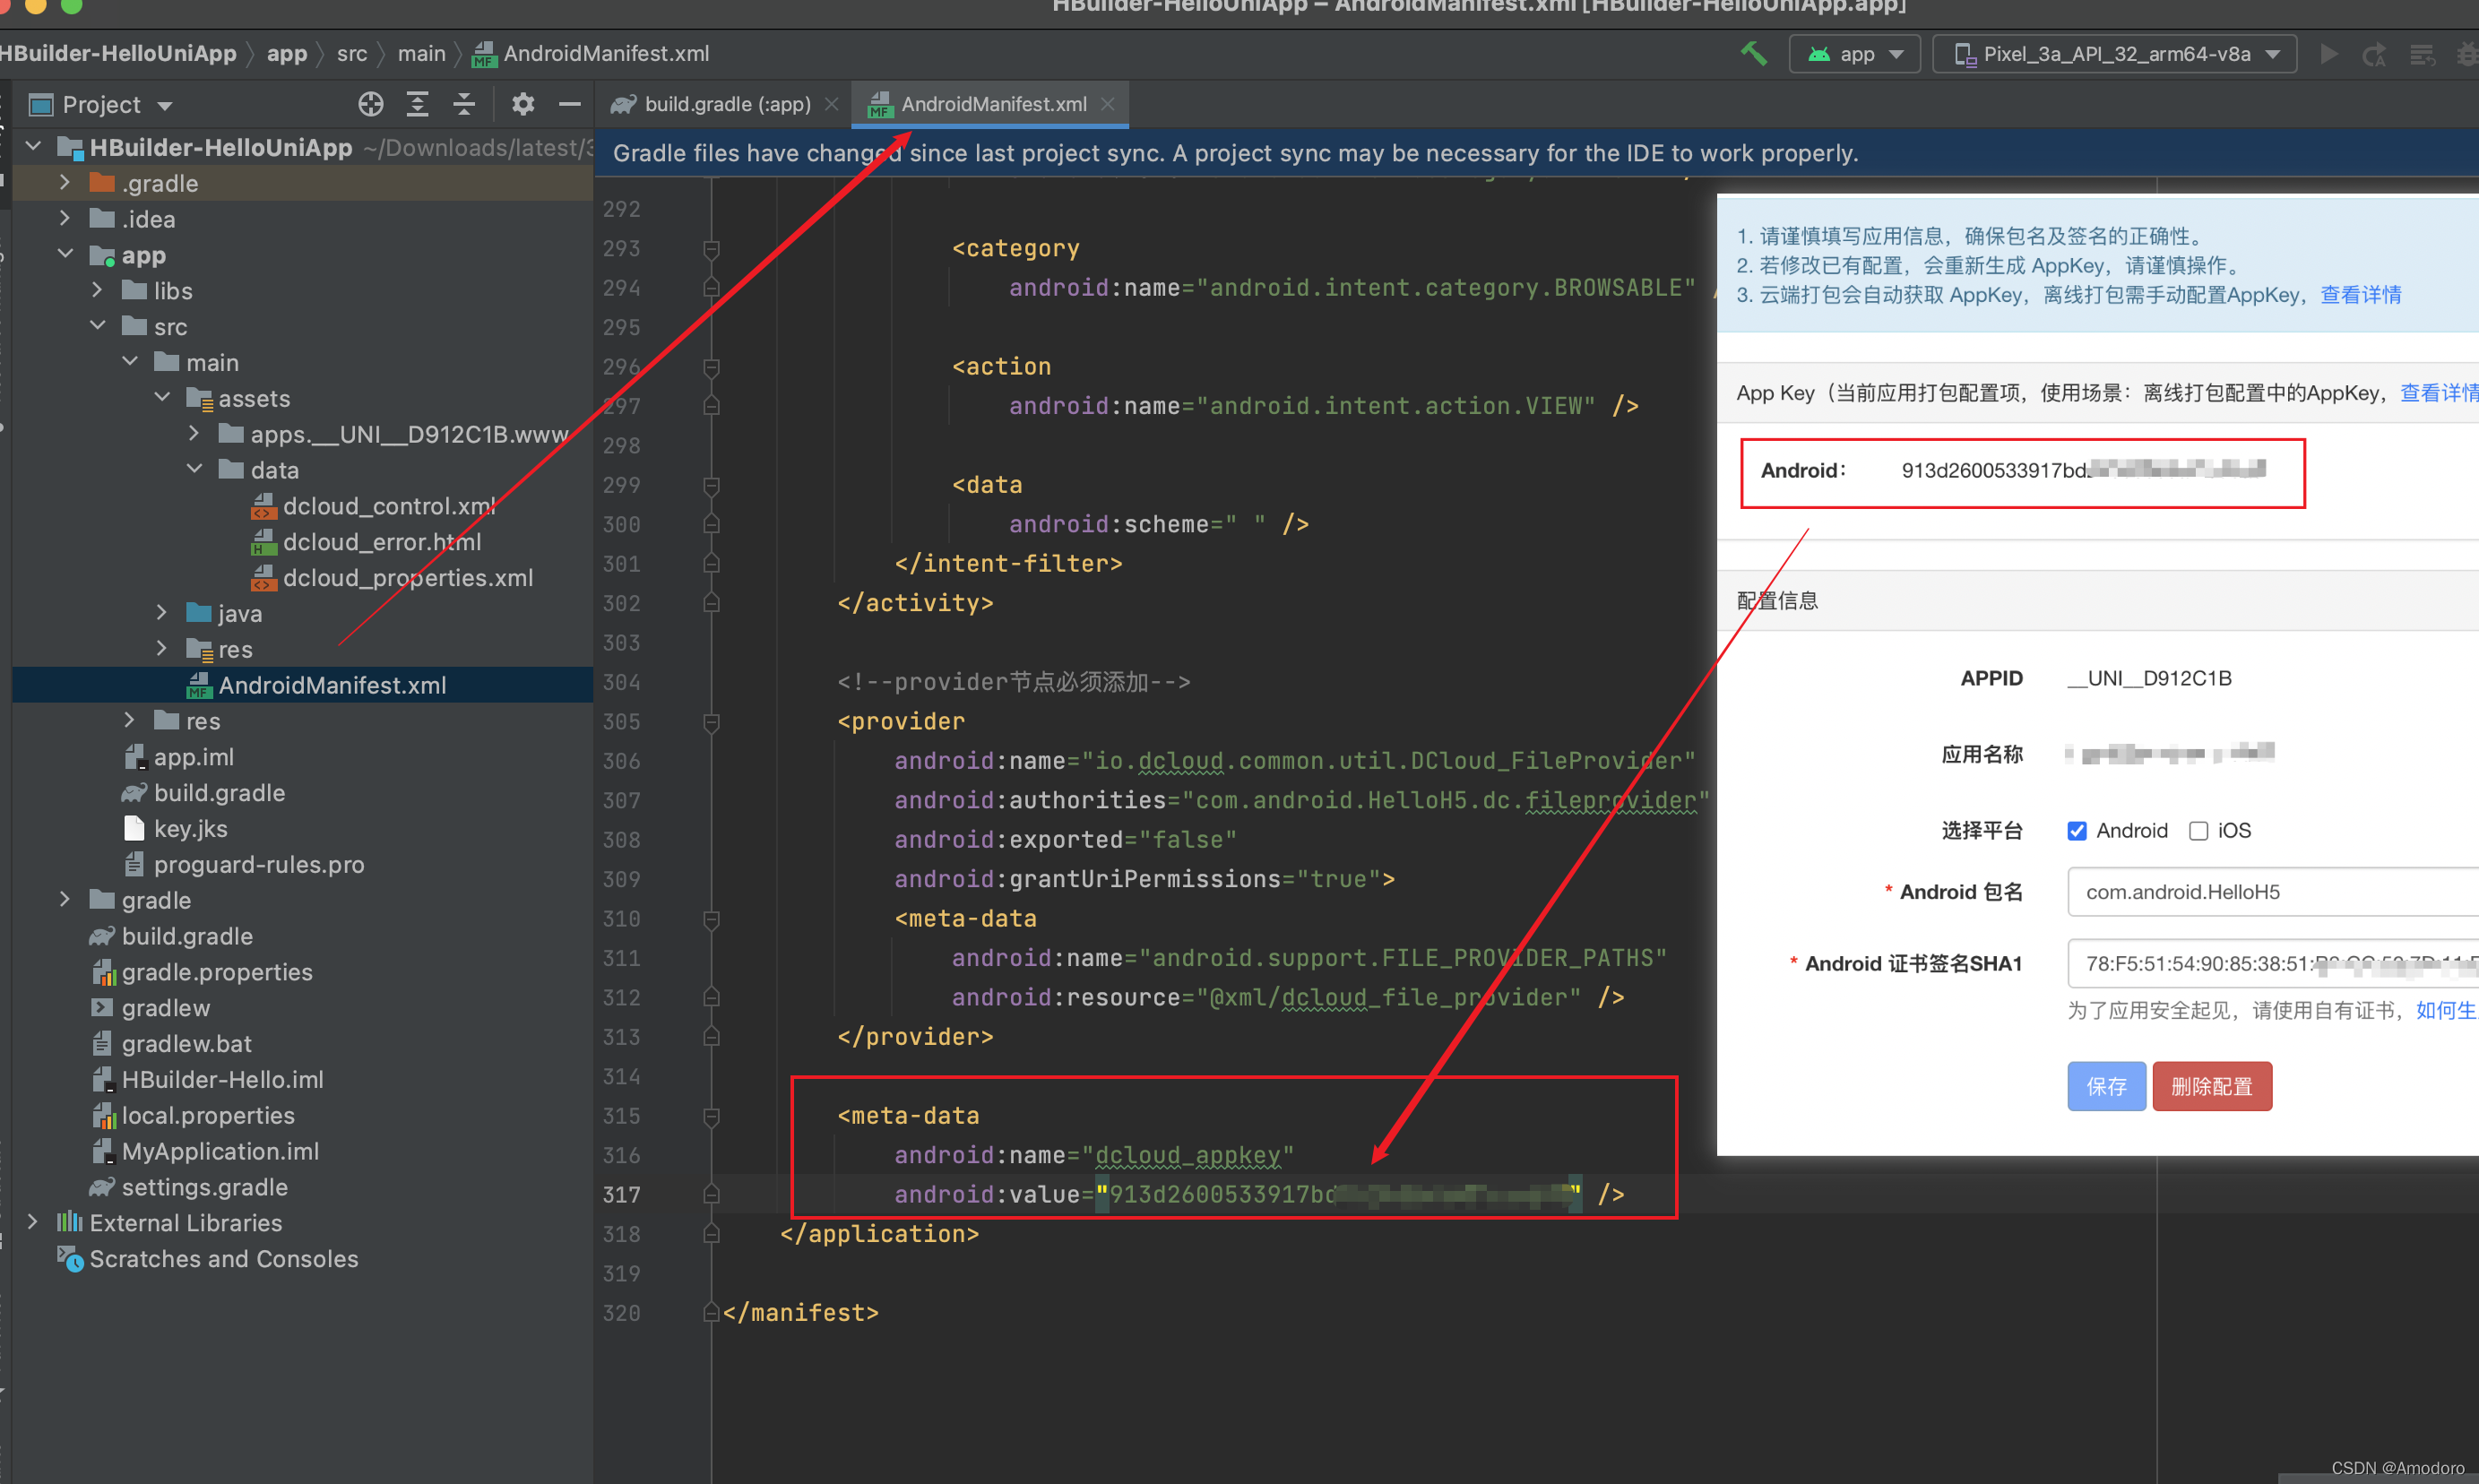 HBuilder-HelloUniApp – AndroidManifest.xml [HBuilder-HelloUniApp.app]
HBuilder-HelloUniApp app src main AndroidManifest.xml
app
Pixel_3a_API_32_arm64-v8a
Project
build.gradle (:app)
AndroidManifest.xml
HBuilder-HelloUniApp ~/Downloads/latest/3
.gradle
.idea
app
libs
src
main
assets
apps.__UNI__D912C1B.www
data
dcloud_control.xml
dcloud_error.html
dcloud_properties.xml
java
res
AndroidManifest.xml
res
app.iml
build.gradle
key.jks
proguard-rules.pro
gradle
build.gradle
gradle.properties
gradlew
gradlew.bat
HBuilder-Hello.iml
local.properties
MyApplication.iml
settings.gradle
External Libraries
Scratches and Consoles
Gradle files have changed since last project sync. A project sync may be necessary for the IDE to work properly.
292
293 <category
294 android:name="android.intent.category.BROWSABLE" /
295
296 <action
297 android:name="android.intent.action.VIEW" />
298
299 <data
300 android:scheme=" " />
301 </intent-filter>
302 </activity>
303
304 <!--provider节点必须添加-->
305 <provider
306 android:name="io.dcloud.common.util.DCloud_FileProvider"
307 android:authorities="com.android.HelloH5.dc.fileprovider"
308 android:exported="false"
309 android:grantUriPermissions="true">
310 <meta-data
311 android:name="android.support.FILE_PROVIDER_PATHS"
312 android:resource="@xml/dcloud_file_provider" />
313 </provider>
314
315 <meta-data
316 android:name="dcloud_appkey"
317 android:value="913d2600533917bd" />
318 </application>
319
320 </manifest>
1. 请谨慎填写应用信息，确保包名及签名的正确性。
2. 若修改已有配置，会重新生成 AppKey，请谨慎操作。
3. 云端打包会自动获取 AppKey，离线打包需手动配置AppKey，查看详情
App Key（当前应用打包配置项，使用场景：离线打包配置中的AppKey，查看详情
Android： 913d2600533917bd
配置信息
APPID __UNI__D912C1B
应用名称
选择平台 Android iOS
* Android 包名 com.android.HelloH5
* Android 证书签名SHA1 78:F5:51:54:90:85:38:51:
为了应用安全起见，请使用自有证书，如何生
保存 删除配置
CSDN @Amodoro